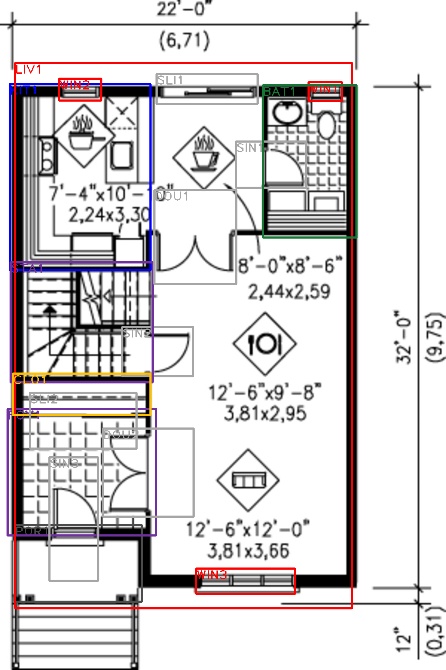 22'-0"
(6,71)
LIV1
WIN2
SLI1
BAT1
WIN1
SIN1
7'-4"x10'-10"
2,24x3,30
DOU1
8'-0"x8'-6"
2,44x2,59
STA1
SIN2
32'-0"
(9,75)
CLO1
12'-6"x9'-8"
3,81x2,95
SLI2
DOU2
SIN3
12'-6"x12'-0"
3,81x3,66
POR1
WIN3
12"
(0,31)